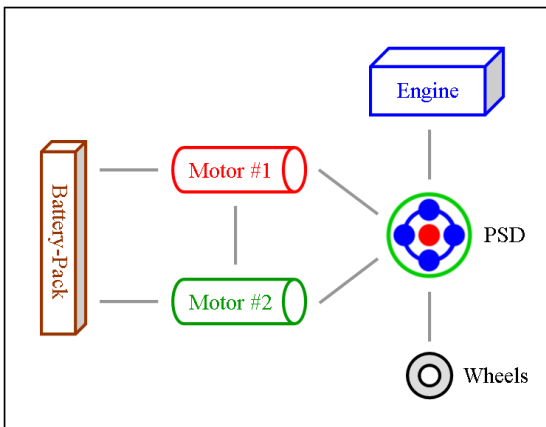 Engine
Motor #1
Battery-Pack
PSD
Motor #2
Wheels